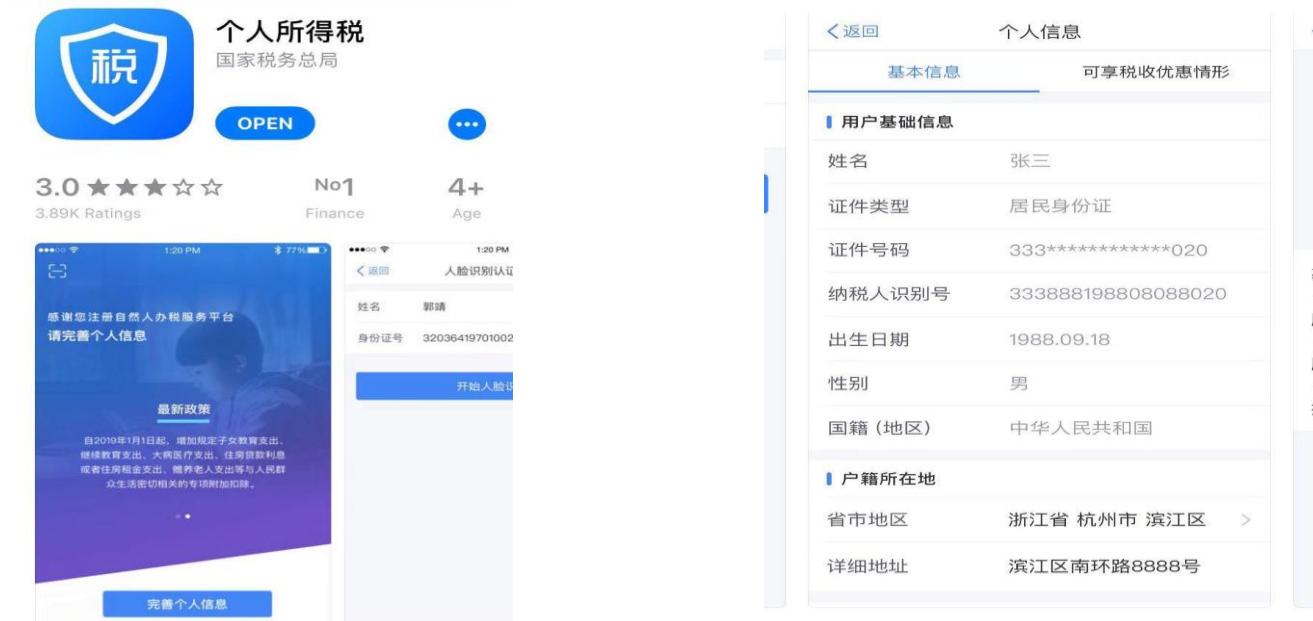 税
个人所得税
国家税务总局
OPEN
3.0
3.89K Ratings
No1
Finance
4+
Age
1:20 PM
77%
感谢您注册自然人办税服务平台
请完善个人信息
最新政策
自2019年1月1日起，增加规定子女教育支出、
继续教育支出、大病医疗支出、住房贷款利息
或者住房租金支出、赡养老人支出等与人民群
众生活密切相关的专项附加扣除。
完善个人信息
1:20 PM
返回 人脸识别认证
姓名 郭靖
身份证号 32036419701002
开始人脸识
返回 个人信息
基本信息 可享税收优惠情形
用户基础信息
姓名 张三
证件类型 居民身份证
证件号码 333************020
纳税人识别号 333888198808088020
出生日期 1988.09.18
性别 男
国籍（地区） 中华人民共和国
户籍所在地
省市地区 浙江省 杭州市 滨江区
详细地址 滨江区南环路8888号